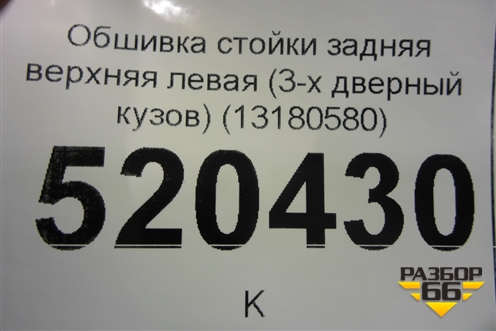 Обшивка стойки задняя
верхняя левая (3-х дверный
кузов) (13180580)
520430
К
РАЗБОР
66